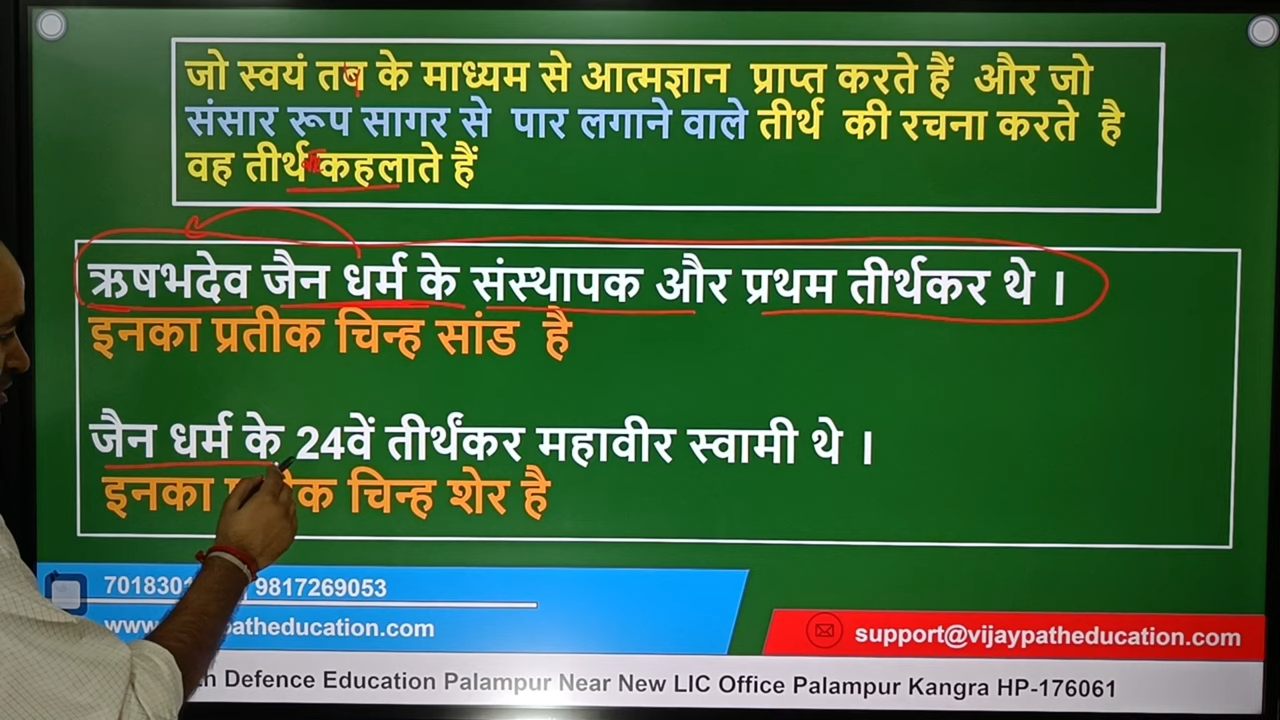 जो स्वयं तप के माध्यम से आत्मज्ञान प्राप्त करते हैं और जो
संसार रूप सागर से पार लगाने वाले तीर्थ की रचना करते है
वह तीर्थ कहलाते हैं
ऋषभदेव जैन धर्म के संस्थापक और प्रथम तीर्थकर थे ।
इनका प्रतीक चिन्ह सांड है
जैन धर्म के 24वें तीर्थंकर महावीर स्वामी थे ।
इनका चिन्ह शेर है
9817269053
support@vijaypatheducation.com
Defence Education Palampur Near New LIC Office Palampur Kangra HP-176061